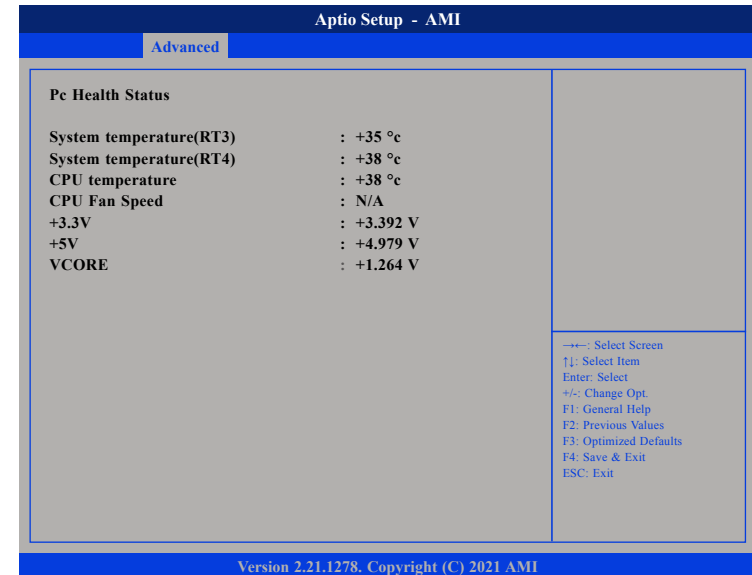 Aptio Setup - AMI
Advanced
Pc Health Status
System temperature(RT3) : +35 °c
System temperature(RT4) : +38 °c
CPU temperature : +38 °c
CPU Fan Speed : N/A
+3.3V : +3.392 V
+5V : +4.979 V
VCORE : +1.264 V
→←: Select Screen
↑↓: Select Item
Enter: Select
+/-: Change Opt.
F1: General Help
F2: Previous Values
F3: Optimized Defaults
F4: Save & Exit
ESC: Exit
Version 2.21.1278. Copyright (C) 2021 AMI